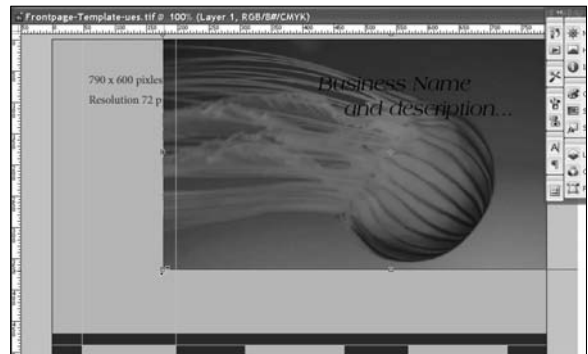 Frontpage-Template-ues.tif @ 100% (Layer 1, RGB/8#/CMYK)
790 x 600 pixles
Resolution 72 p
Business Name
and description...